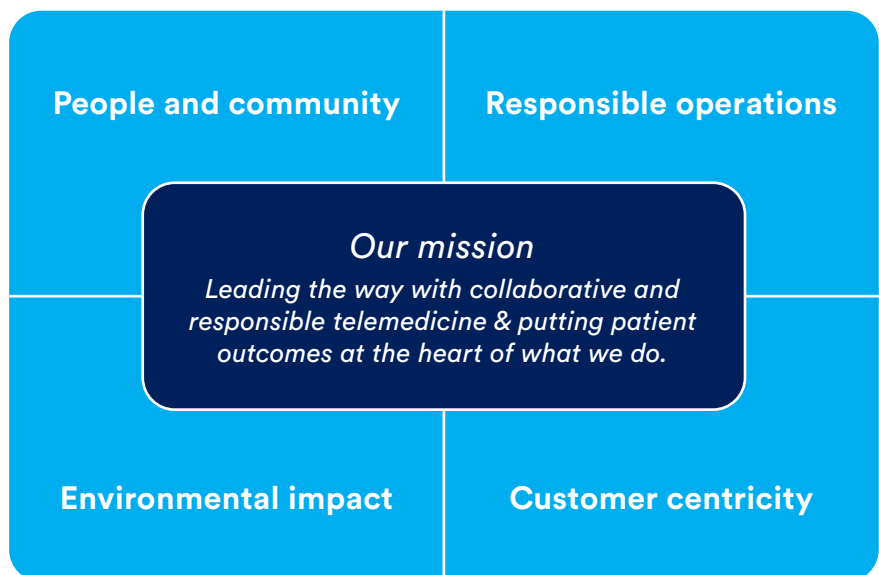 People and community
Responsible operations
Our mission
Leading the way with collaborative and
responsible telemedicine & putting patient
outcomes at the heart of what we do.
Environmental impact
Customer centricity